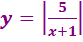 y = |5/(x+1)|